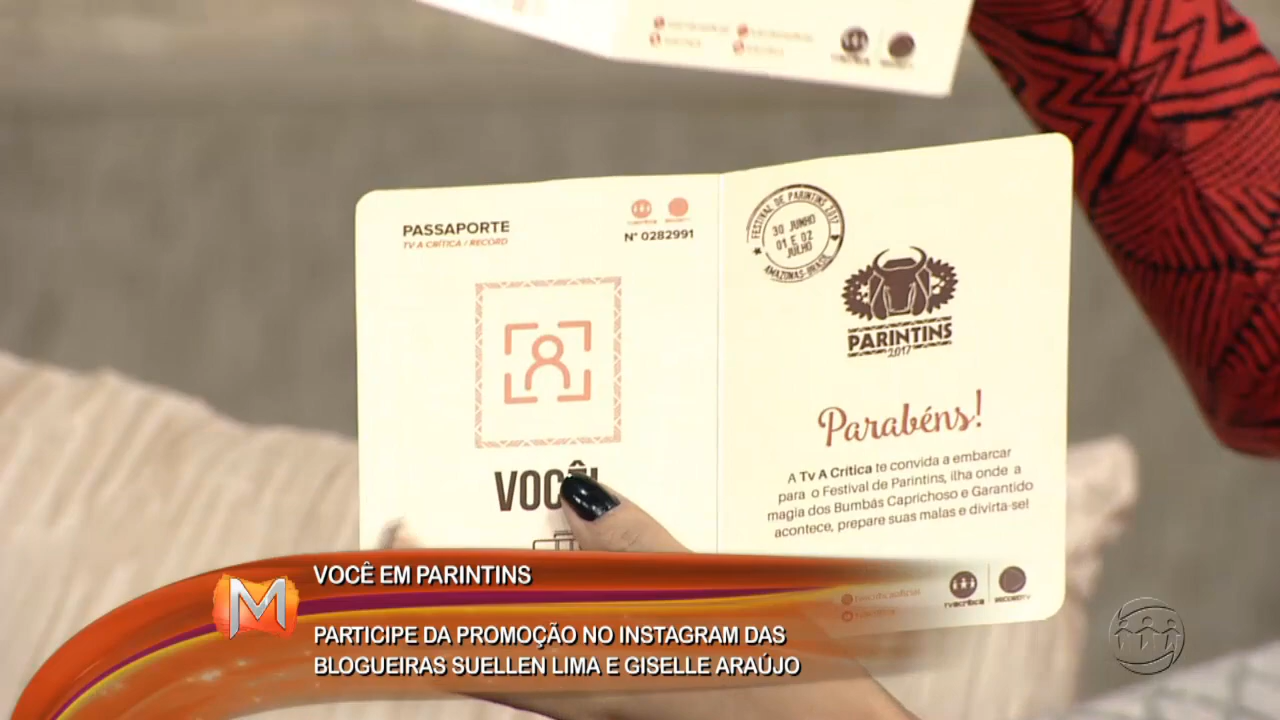 PASSAPORTE
TV A CRÍTICA / RECORD
N° 0282991
FESTIVAL DE PARINTINS 2017
30 JUNHO
01 E 02
JULHO
AMAZONAS-BRASIL
PARINTINS
2017
Parabéns!
A Tv A Crítica te convida a embarcar
para o Festival de Parintins, ilha onde a
magia dos Bumbás Caprichoso e Garantido
acontece, prepare suas malas e divirta-se!
VOCÊ!
tvacrítica
RECORDTV
M
VOCÊ EM PARINTINS
PARTICIPE DA PROMOÇÃO NO INSTAGRAM DAS
BLOGUEIRAS SUELLEN LIMA E GISELLE ARAÚJO